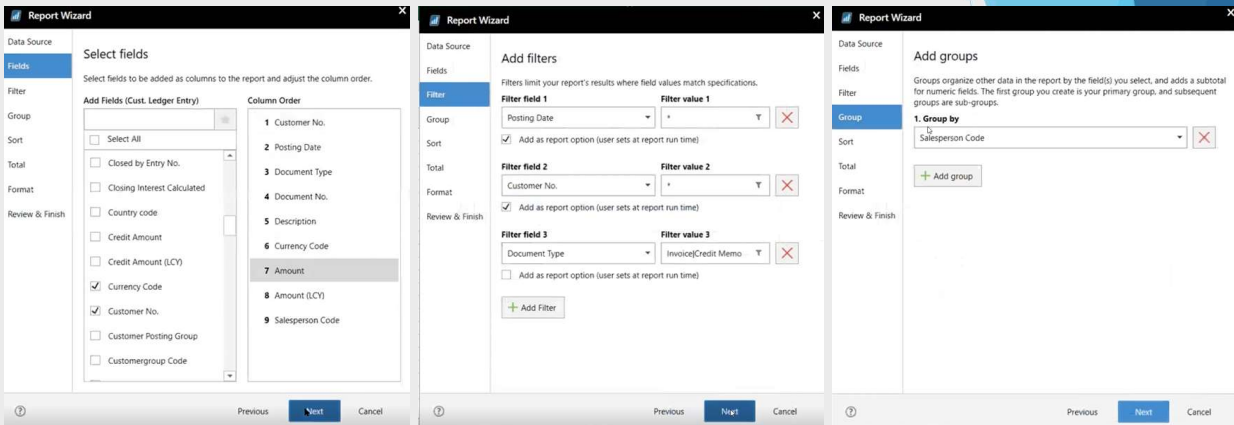 Report Wizard
Data Source
Fields
Filter
Group
Sort
Total
Format
Review & Finish
Select fields
Select fields to be added as columns to the report and adjust the column order.
Add Fields (Cust. Ledger Entry)
Select All
Closed by Entry No.
Closing Interest Calculated
Country code
Credit Amount
Credit Amount (LCY)
Currency Code
Customer No.
Customer Posting Group
Customergroup Code
Column Order
1 Customer No.
2 Posting Date
3 Document Type
4 Document No.
5 Description
6 Currency Code
7 Amount
8 Amount (LCY)
9 Salesperson Code
Previous
Next
Cancel
Report Wizard
Data Source
Fields
Filter
Group
Sort
Total
Format
Review & Finish
Add filters
Filters limit your report's results where field values match specifications.
Filter field 1 Filter value 1
Posting Date *
Add as report option (user sets at report run time)
Filter field 2 Filter value 2
Customer No. *
Add as report option (user sets at report run time)
Filter field 3 Filter value 3
Document Type Invoice|Credit Memo
Add as report option (user sets at report run time)
+ Add Filter
Previous
Next
Cancel
Report Wizard
Data Source
Fields
Filter
Group
Sort
Total
Format
Review & Finish
Add groups
Groups organize other data in the report by the field(s) you select, and adds a subtotal
for numeric fields. The first group you create is your primary group, and subsequent
groups are sub-groups.
1. Group by
Salesperson Code
+ Add group
Previous
Next
Cancel